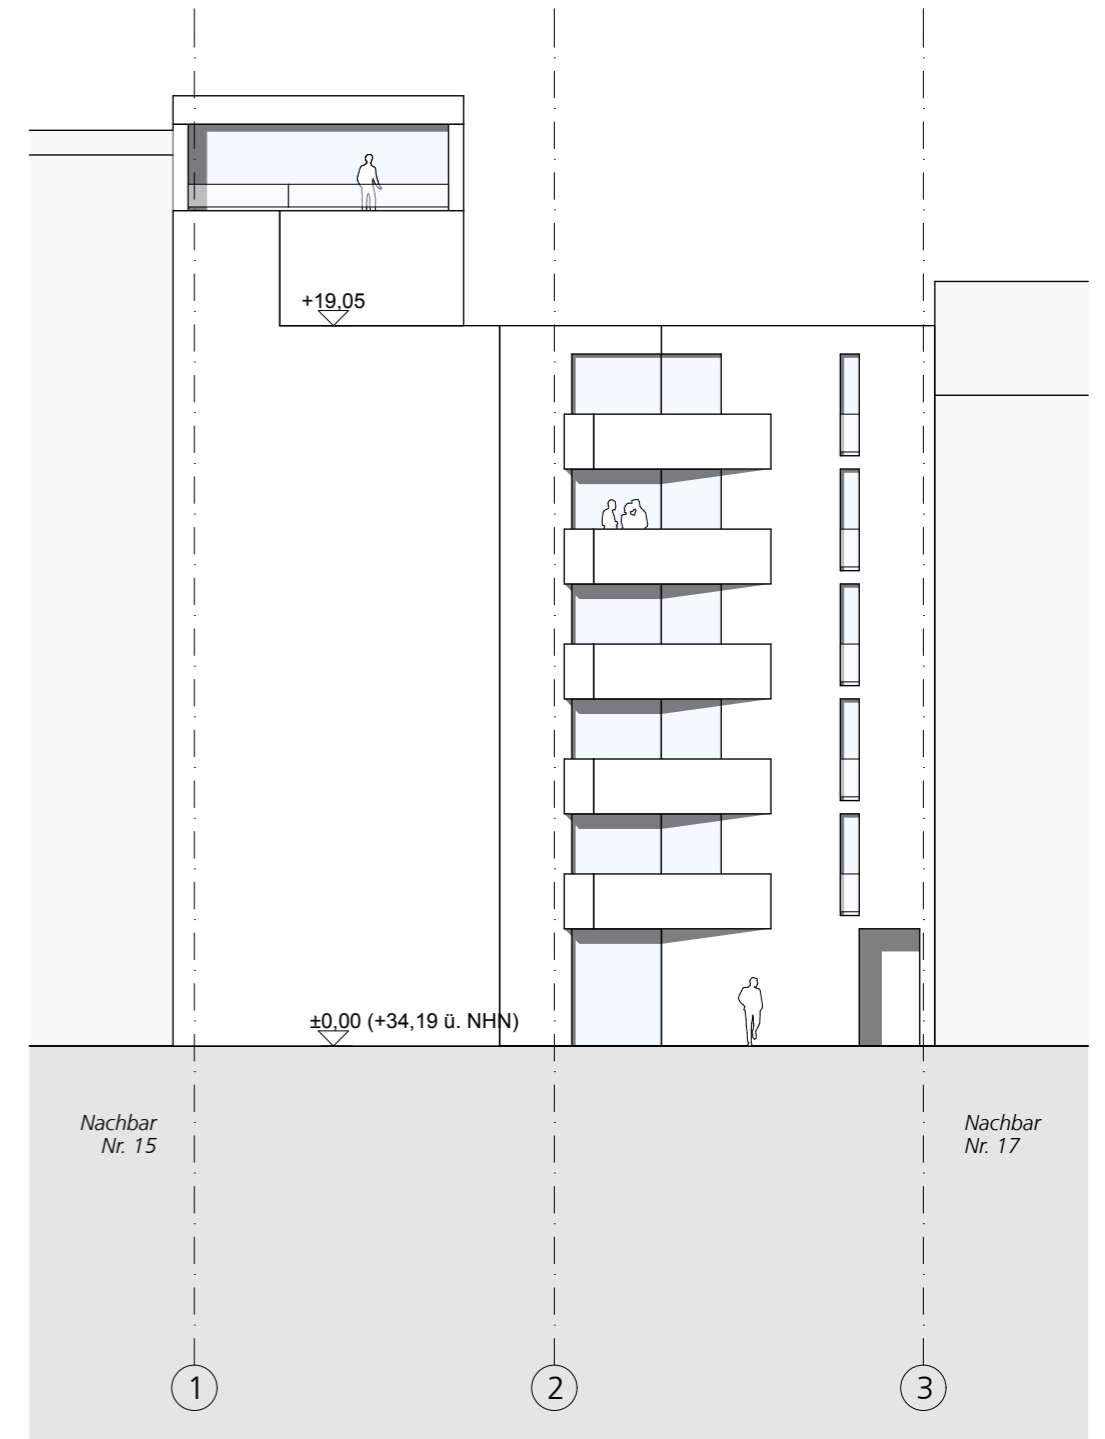 +19,05
±0,00 (+34,19 ü. NHN)
Nachbar
Nr. 15
Nachbar
Nr. 17
1
2
3